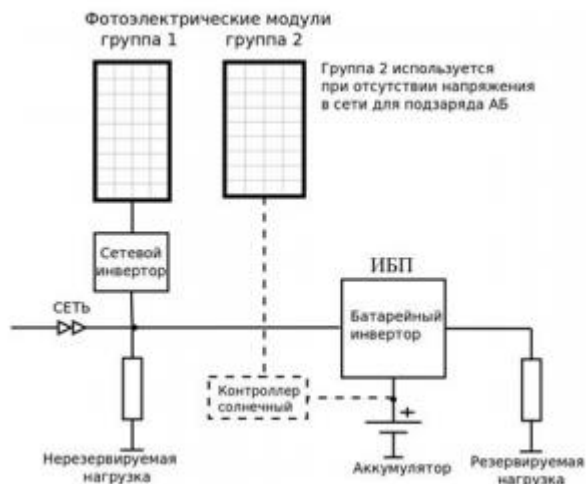 Фотоэлектрические модули
группа 1 группа 2
Группа 2 используется
при отсутствии напряжения
в сети для подзаряда АБ
Сетевой
инвертор
ИБП
СЕТЬ
Батарейный
инвертор
Контроллер
солнечный
+
Нерезервируемая
нагрузка
Аккумулятор
Резервируемая
нагрузка